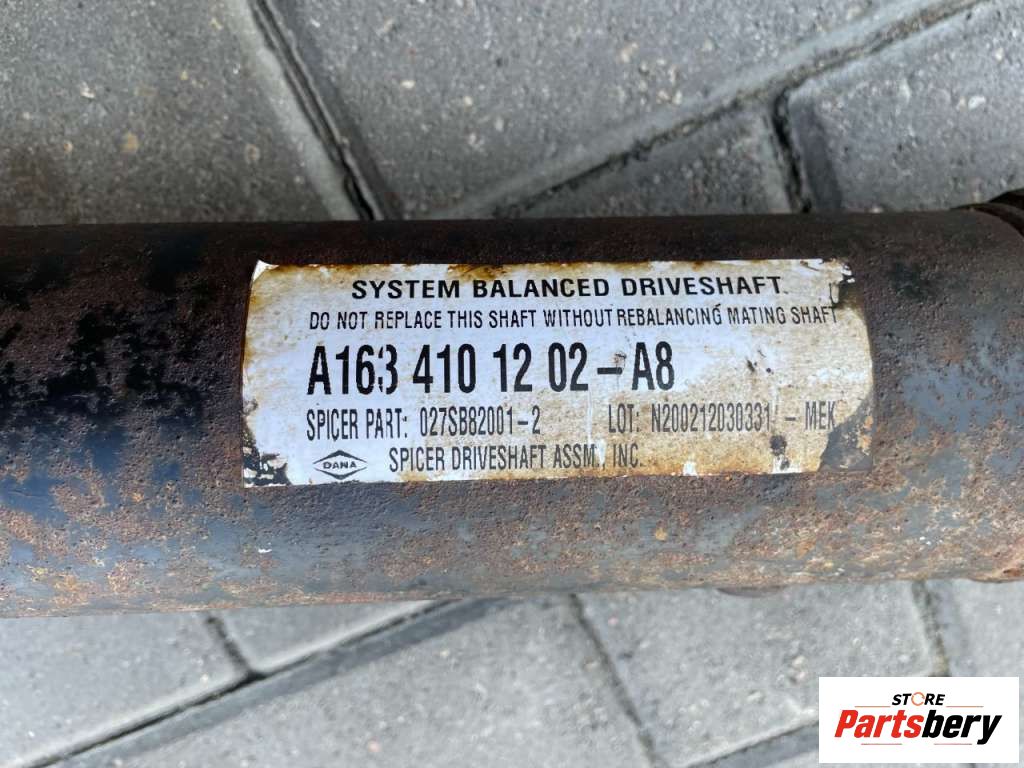 SYSTEM BALANCED DRIVESHAFT.
DO NOT REPLACE THIS SHAFT WITHOUT REBALANCING MATING SHAFT
A163 410 12 02-A8
SPICER PART: 027SB82001-2 LOT: N200212030331 - MEK
DANA SPICER DRIVESHAFT ASSM., INC.
STORE
Partsbery